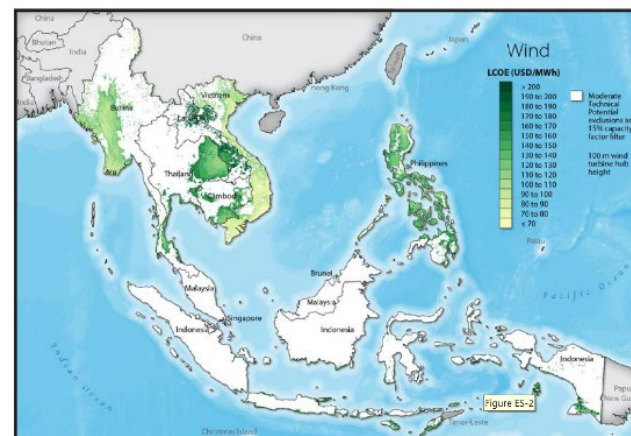 China
China
Japan
Bhutan
India
Bangladesh
India
Hong Kong
Burma
Vietnam
Thailand
Philippines
Palau
Malaysia
Brunei
Malaysia
Singapore
Indonesia
Indonesia
Indonesia
Papua
New Guinea
Timor-Leste
Christmas Island
Indian Ocean
Pacific Ocean
Wind
LCOE (USD/MWh)
> 200
190 to 200
180 to 190
170 to 180
160 to 170
150 to 160
140 to 150
130 to 140
120 to 130
110 to 120
100 to 110
90 to 100
80 to 90
70 to 80
< 70
Moderate
Technical
Potential
15% capacity
factor filter
100 m wind
turbine hub
height
Figure ES-2